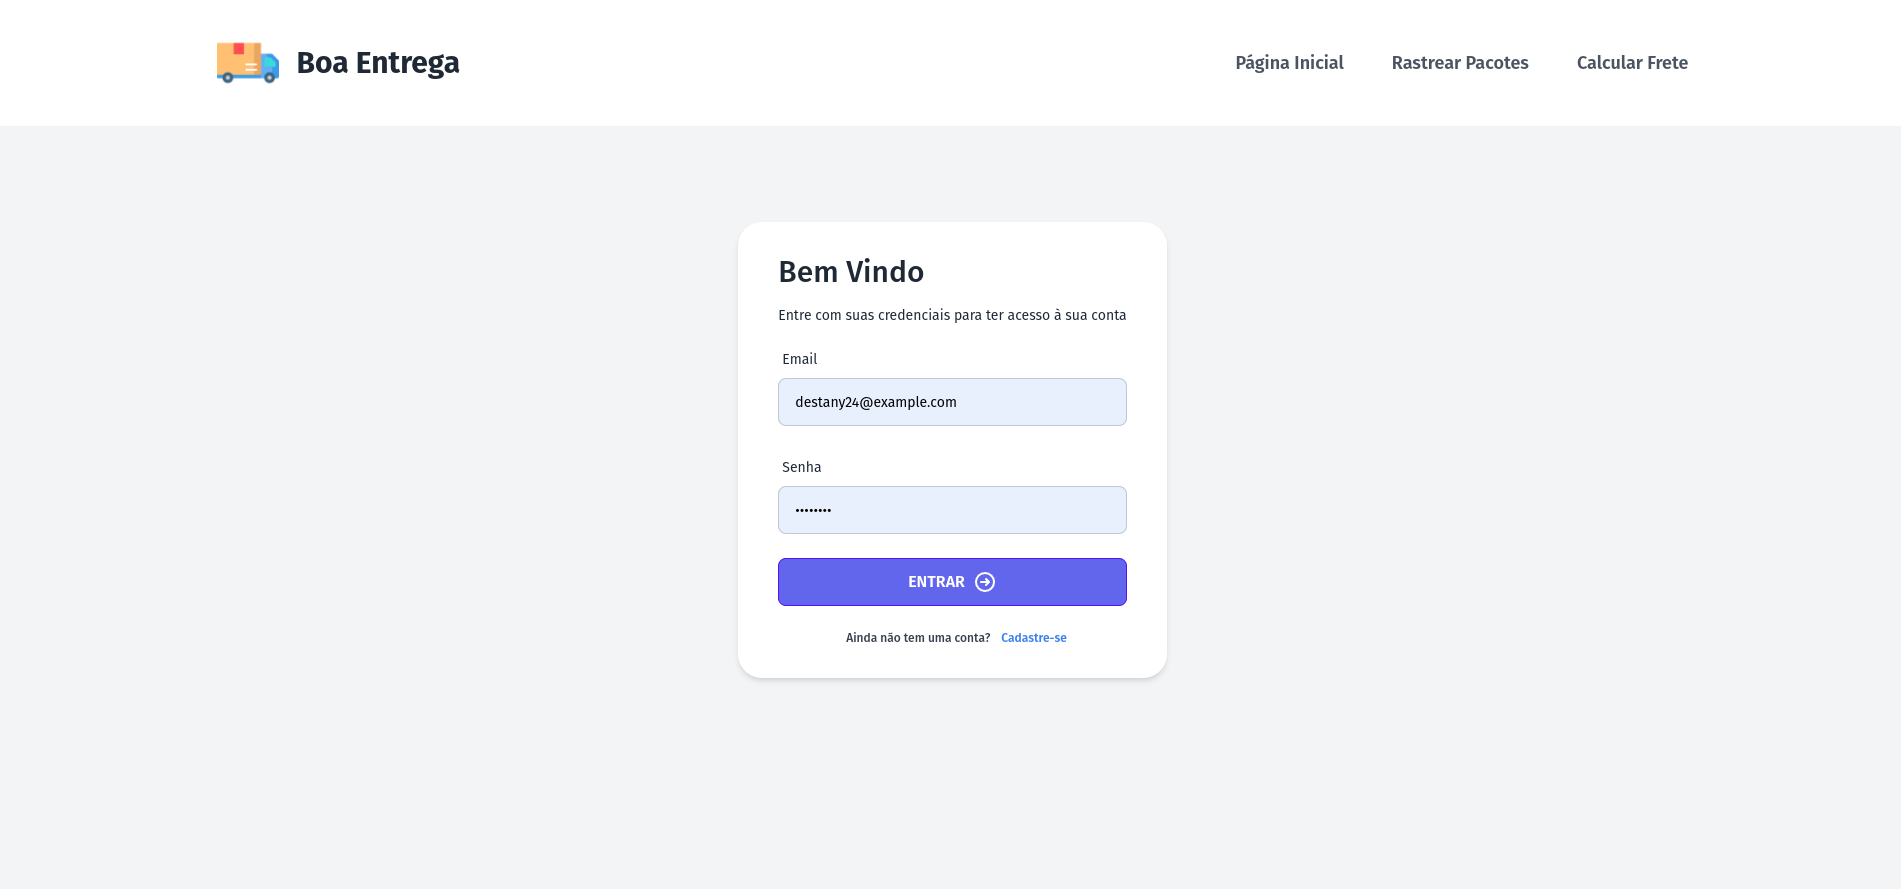 Boa Entrega
Página Inicial
Rastrear Pacotes
Calcular Frete
Bem Vindo
Entre com suas credenciais para ter acesso à sua conta
Email
destany24@example.com
Senha
••••••••
ENTRAR
Ainda não tem uma conta? Cadastre-se